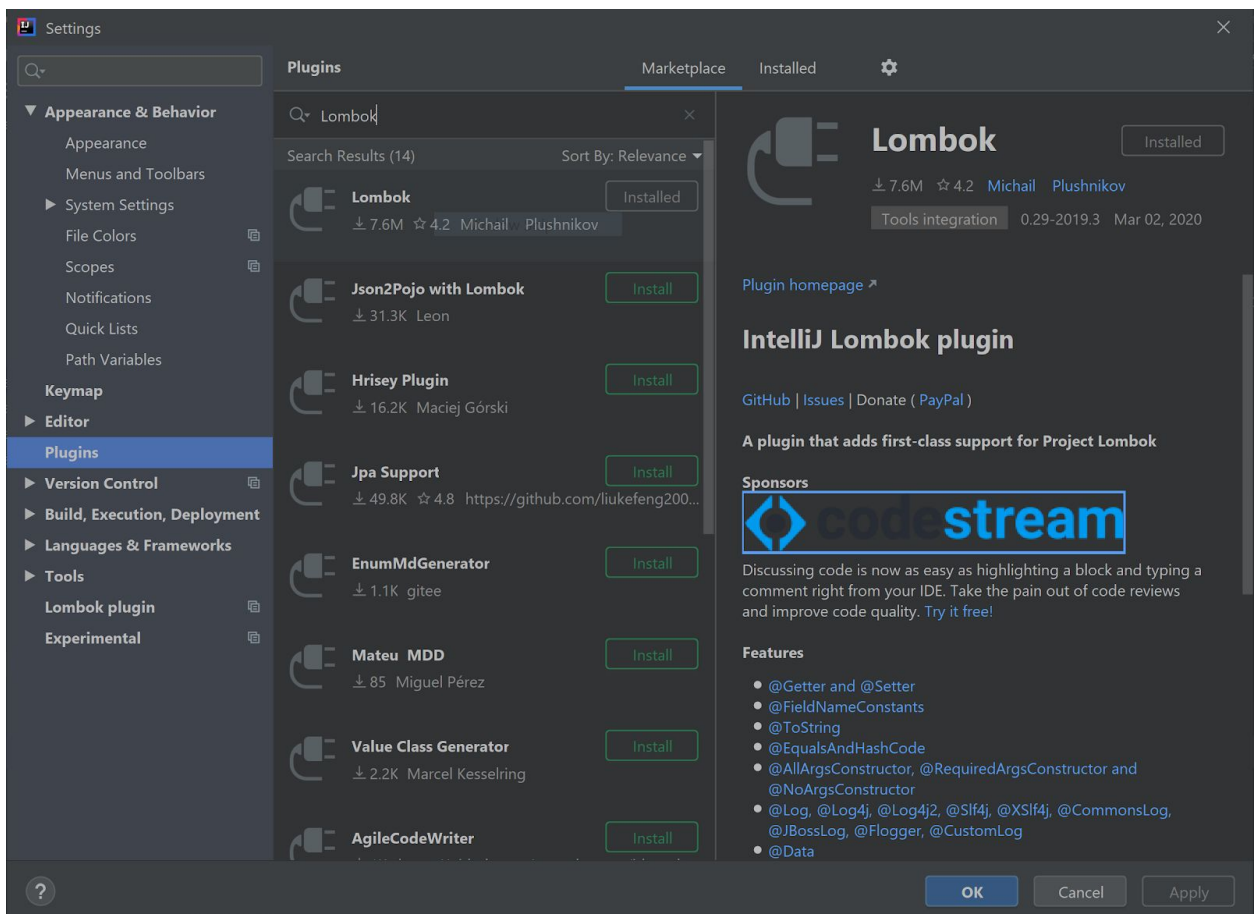 Settings
Plugins Marketplace Installed
Appearance & Behavior
Appearance
Menus and Toolbars
System Settings
File Colors
Scopes
Notifications
Quick Lists
Path Variables
Keymap
Editor
Plugins
Version Control
Build, Execution, Deployment
Languages & Frameworks
Tools
Lombok plugin
Experimental
Lombok
Search Results (14) Sort By: Relevance
Lombok Installed
7.6M 4.2 Michail Plushnikov
Json2Pojo with Lombok Install
31.3K Leon
Hrisey Plugin Install
16.2K Maciej Górski
Jpa Support Install
49.8K 4.8 https://github.com/liukefeng200...
EnumMdGenerator Install
1.1K gitee
Mateu MDD Install
85 Miguel Pérez
Value Class Generator Install
2.2K Marcel Kesselring
AgileCodeWriter Install
Lombok Installed
7.6M 4.2 Michail Plushnikov
Tools integration 0.29-2019.3 Mar 02, 2020
Plugin homepage
IntelliJ Lombok plugin
GitHub | Issues | Donate ( PayPal )
A plugin that adds first-class support for Project Lombok
Sponsors
codestream
Discussing code is now as easy as highlighting a block and typing a
comment right from your IDE. Take the pain out of code reviews
and improve code quality. Try it free!
Features
@Getter and @Setter
@FieldNameConstants
@ToString
@EqualsAndHashCode
@AllArgsConstructor, @RequiredArgsConstructor and
@NoArgsConstructor
@Log, @Log4j, @Log4j2, @Slf4j, @XSlf4j, @CommonsLog,
@JBossLog, @Flogger, @CustomLog
@Data
? OK Cancel Apply